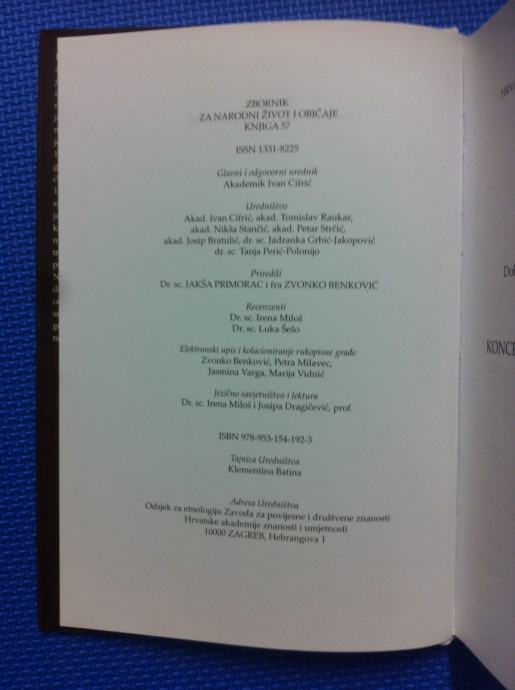 ZBORNIK
ZA NARODNI ŽIVOT I OBIČAJE
KNJIGA 57
ISSN 1331-8225
Glavni i odgovorni urednik
Akademik Ivan Cifrić
Uredništvo
Akad. Ivan Cifrić, akad. Tomislav Raukar,
akad. Nikša Stančić, akad. Petar Strčić,
akad. Josip Bratulić, dr. sc. Jadranka Grbić-Jakopović
dr. sc. Tanja Perić-Polonijo
Priredili
Dr. sc. JAKŠA PRIMORAC i fra ZVONKO BENKOVIĆ
Recenzenti
Dr. sc. Irena Miloš
Dr. sc. Luka Šešo
Elektronski upis i kolacioniranje rukopisne građe
Zvonko Benković, Petra Milavec,
Jasmina Varga, Marija Vidnić
Jezično savjetništvo i lektura
Dr. sc. Irena Miloš i Josipa Dragičević, prof.
ISBN 978-953-154-192-3
Tajnica Uredništva
Klementina Batina
Adresa Uredništva
Odsjek za etnologiju Zavoda za povijesne i društvene znanosti
Hrvatske akademije znanosti i umjetnosti
10000 ZAGREB, Hebrangova 1